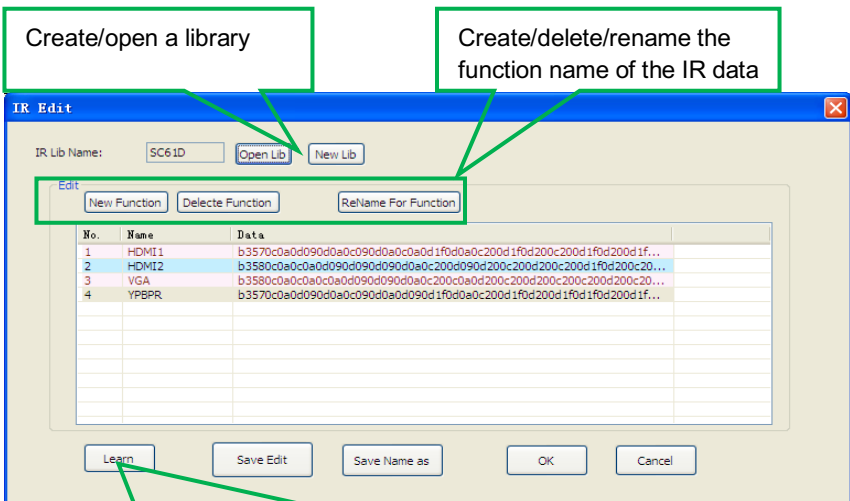 Create/open a library
Create/delete/rename the
function name of the IR data
IR Edit
IR Lib Name: SC61D Open Lib New Lib
Edit
New Function Delecte Function ReName For Function
No. Name Data
1 HDMI1 b3570c0a0d090d0a0c090d0a0c0a0d1f0d0a0c200d1f0d200c200d1f0d200d1f...
2 HDMI2 b3580c0a0c0a0d090d090d090d0a0c200d090d200c200d200c200d1f0d200c20...
3 VGA b3580c0a0c0a0c0a0d090d090d0a0c200c0a0d200c200d200c200d200c200d200c20...
4 YPBPR b3570c0a0d090d0a0c090d0a0d090d1f0d0a0c200d1f0d200d1f0d1f0d200d1f...
Learn Save Edit Save Name as OK Cancel